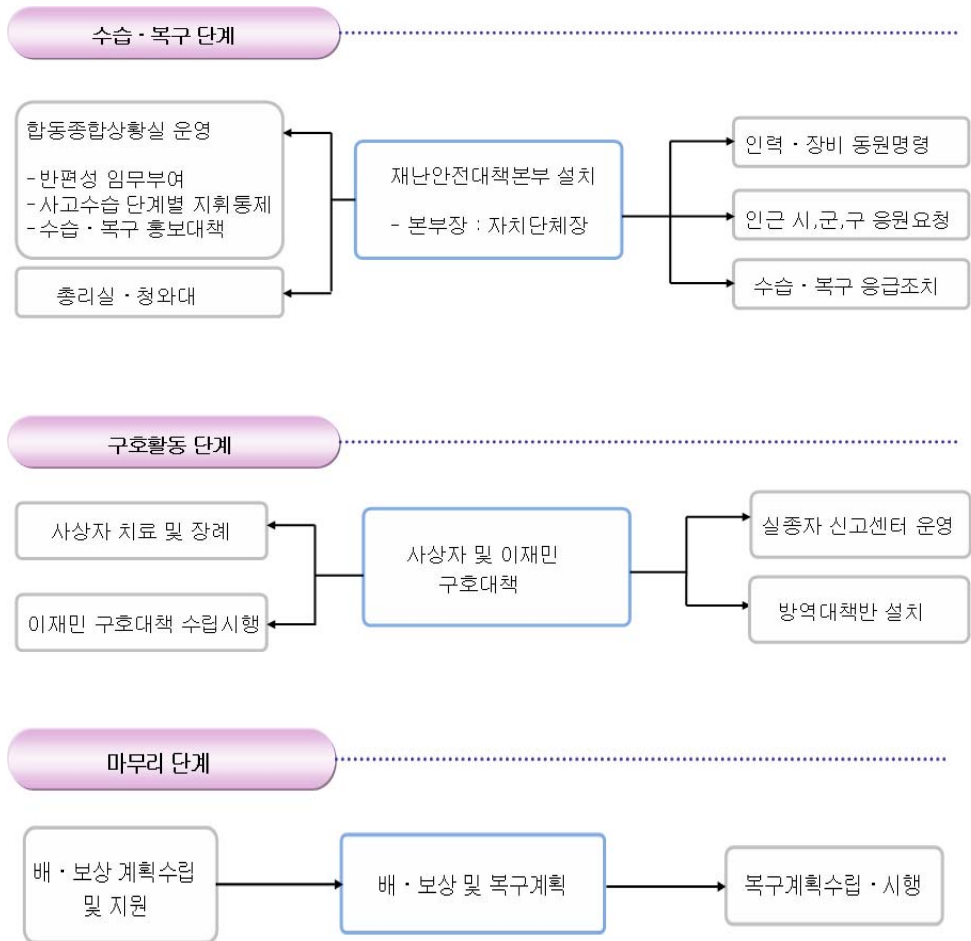 수습·복구 단계
합동종합상황실 운영
-반편성 임무부여
-사고수습 단계별 지휘통제
-수습·복구 홍보대책
총리실·청와대
재난안전대책본부 설치
- 본부장 : 자치단체장
인력·장비 동원명령
인근 시,군,구 응원요청
수습·복구 응급조치
구호활동 단계
사상자 치료 및 장례
이재민 구호대책 수립시행
사상자 및 이재민
구호대책
실종자 신고센터 운영
방역대책반 설치
마무리 단계
배·보상 계획수립
및 지원
배·보상 및 복구계획
복구계획수립·시행